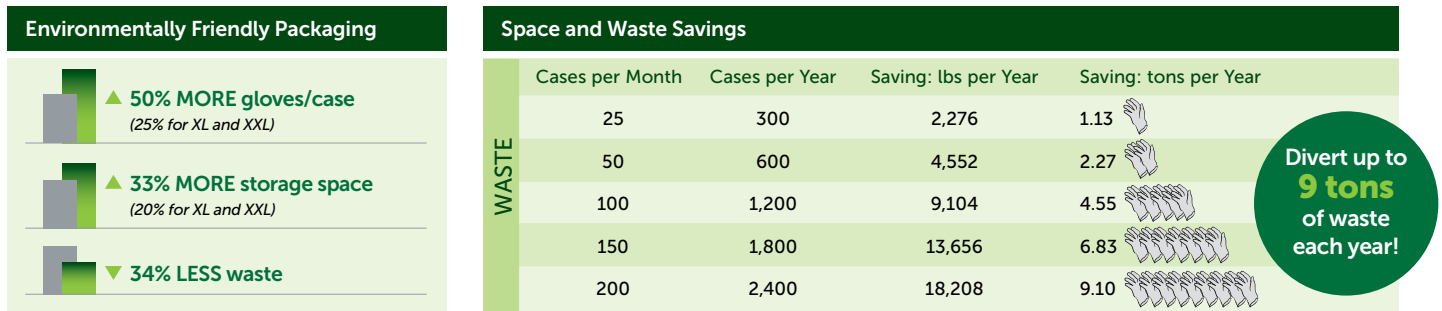 Environmentally Friendly Packaging
50% MORE gloves/case
(25% for XL and XXL)
33% MORE storage space
(20% for XL and XXL)
34% LESS waste
Space and Waste Savings
WASTE
Cases per Month Cases per Year Saving: lbs per Year Saving: tons per Year
25 300 2,276 1.13
50 600 4,552 2.27
100 1,200 9,104 4.55
150 1,800 13,656 6.83
200 2,400 18,208 9.10
Divert up to
9 tons
of waste
each year!